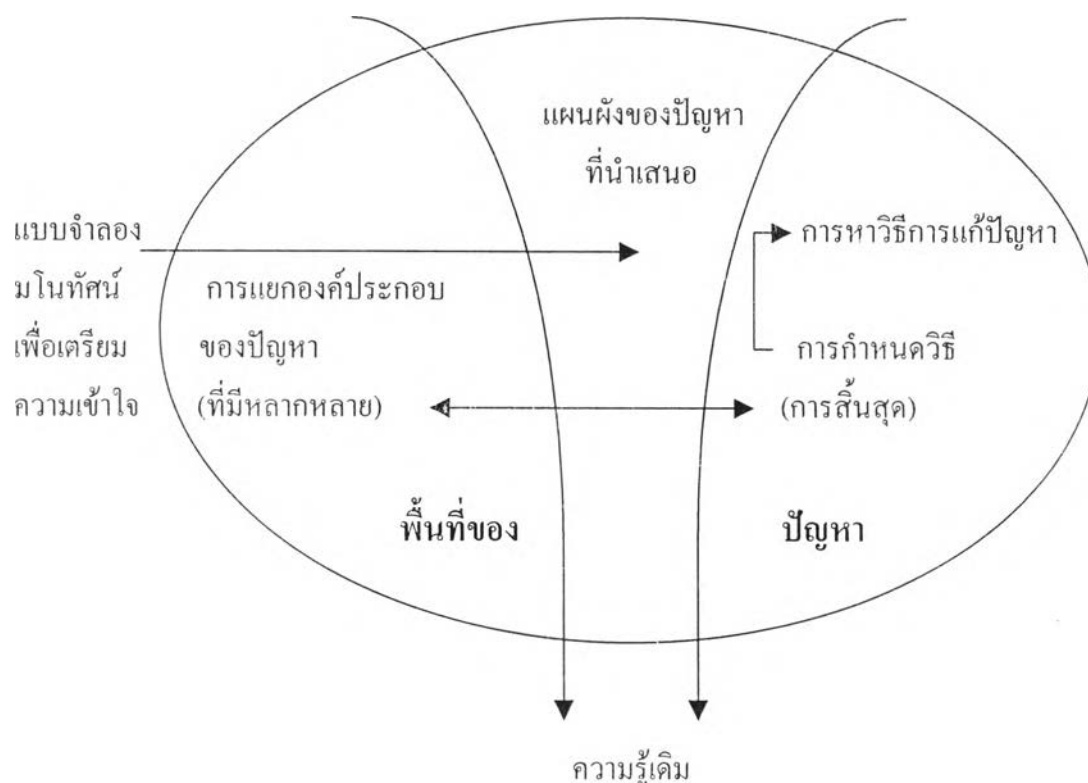 แผนผังของปัญหา
ที่นำเสนอ
แบบจำลอง
มโนทัศน์
เพื่อเตรียม
ความเข้าใจ
การแยกองค์ประกอบ
ของปัญหา
(ที่มีหลากหลาย)
การหาวิธีการแก้ปัญหา
การกำหนดวิธี
(การสิ้นสุด)
พื้นที่ของ ปัญหา
ความรู้เดิม